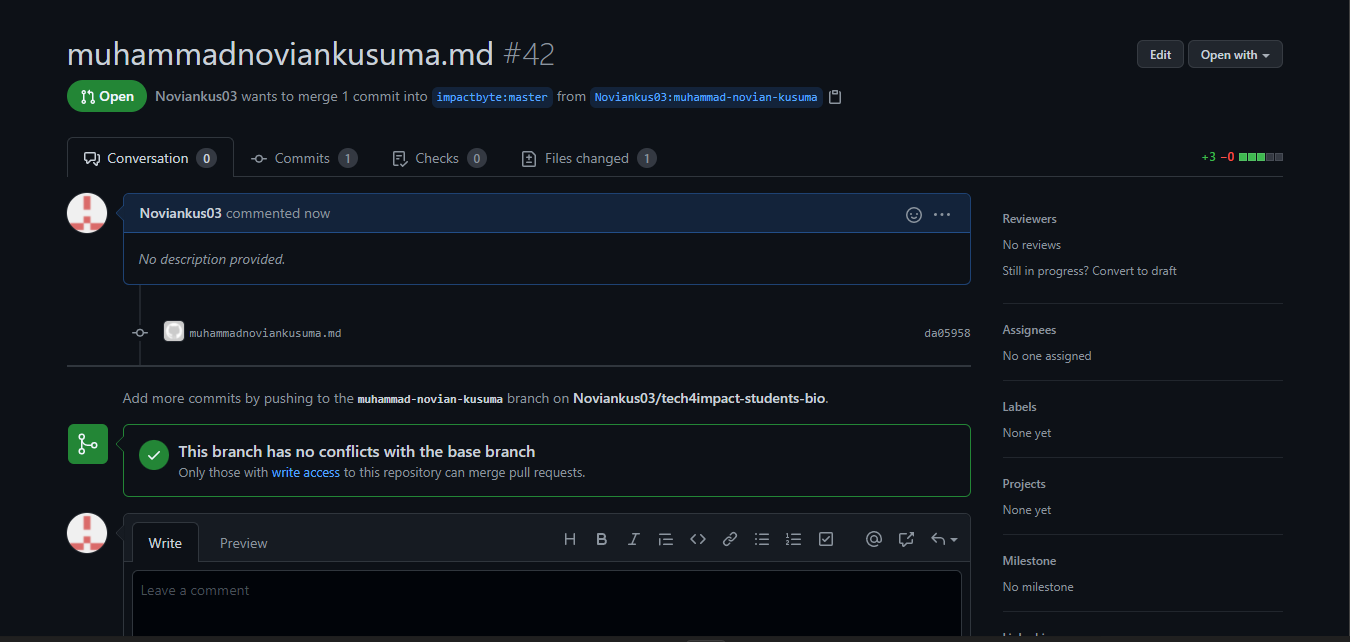 muhammadnoviankusuma.md #42
Edit
Open with
Open
Noviankus03 wants to merge 1 commit into impactbyte:master from Noviankus03:muhammad-novian-kusuma
Conversation 0
Commits 1
Checks 0
Files changed 1
+3 −0
Noviankus03 commented now
No description provided.
muhammadnoviankusuma.md
da05958
Add more commits by pushing to the muhammad-novian-kusuma branch on Noviankus03/tech4impact-students-bio.
This branch has no conflicts with the base branch
Only those with write access to this repository can merge pull requests.
Write
Preview
Leave a comment
Reviewers
No reviews
Still in progress? Convert to draft
Assignees
No one assigned
Labels
None yet
Projects
None yet
Milestone
No milestone